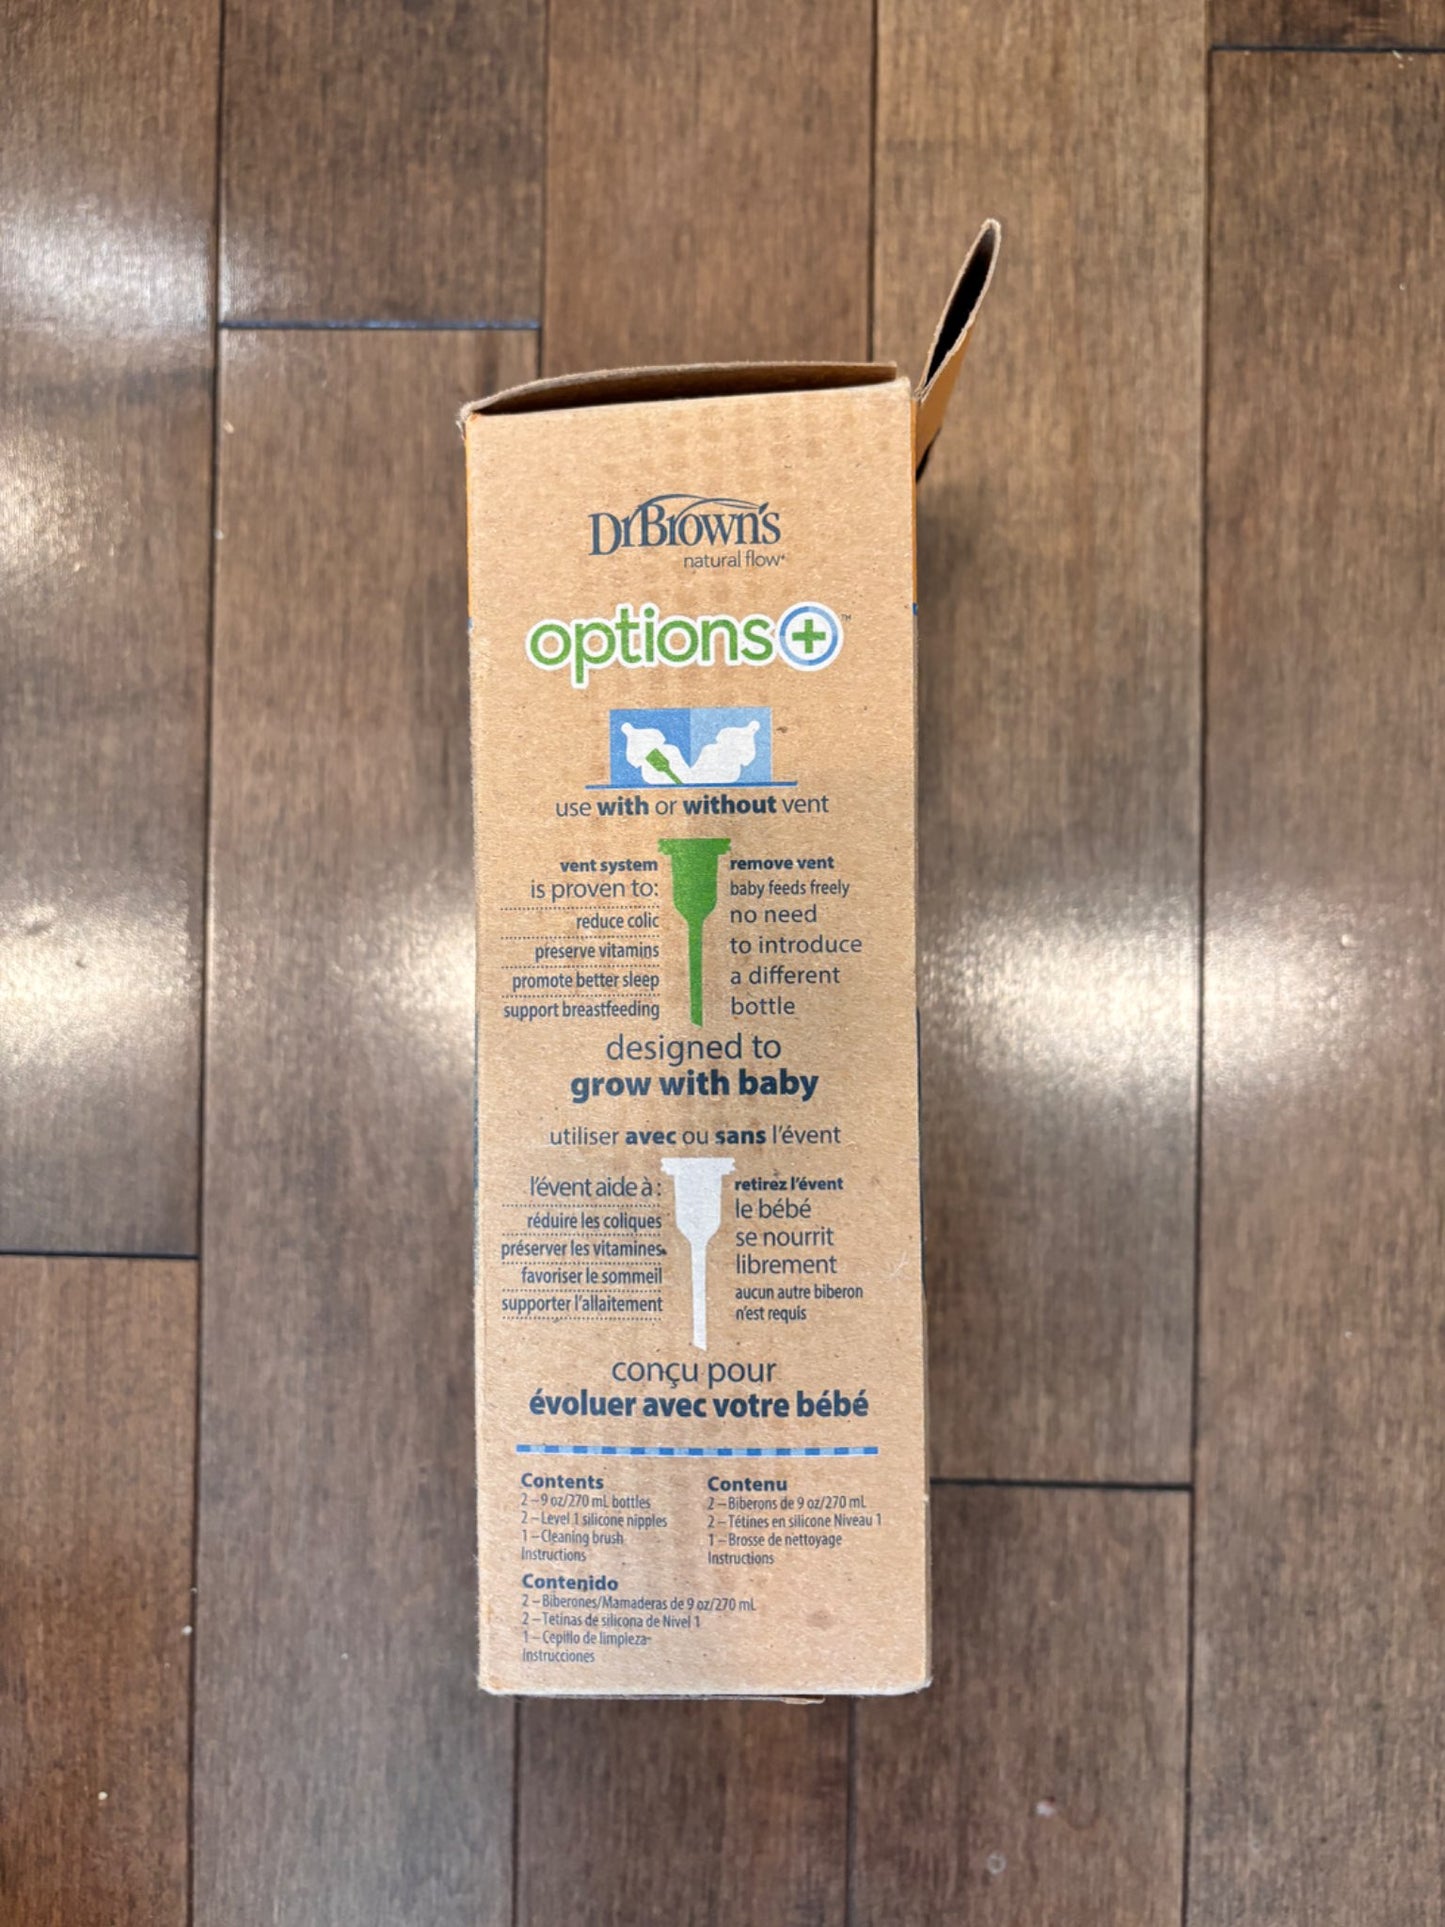 Dr Brown's
natural flow®
options+™
use with or without vent
vent system
is proven to:
reduce colic
preserve vitamins
promote better sleep
support breastfeeding
remove vent
baby feeds freely
no need
to introduce
a different
bottle
designed to
grow with baby
utiliser avec ou sans l'évent
l'évent aide à :
réduire les coliques
préserver les vitamines
favoriser le sommeil
supporter l'allaitement
retirez l'évent
le bébé
se nourrit
librement
aucun autre biberon
n'est requis
conçu pour
évoluer avec votre bébé
Contents
2 – 9 oz/270 mL bottles
2 – Level 1 silicone nipples
1 – Cleaning brush
Instructions
Contenu
2 – Biberons de 9 oz/270 mL
2 – Tétines en silicone Niveau 1
1 – Brosse de nettoyage
Instructions
Contenido
2 – Biberones/Mamaderas de 9 oz/270 mL
2 – Tetinas de silicona de Nivel 1
1 – Cepillo de limpieza
Instrucciones